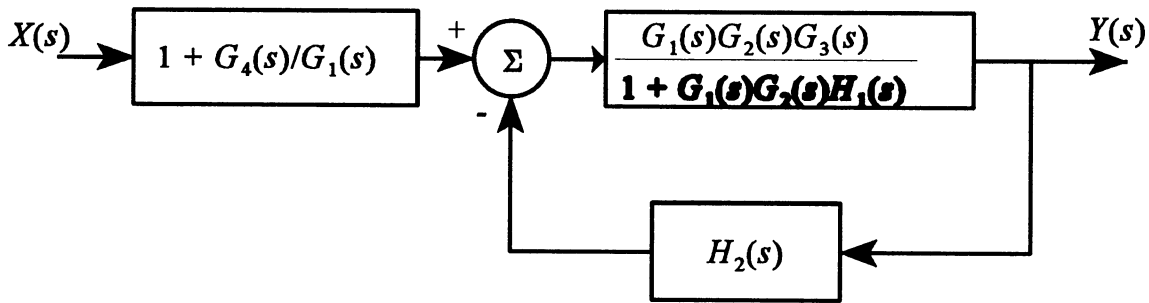 X(s)
1 + G₄(s)/G₁(s)
+
Σ
-
G₁(s)G₂(s)G₃(s)
1 + G₁(s)G₂(s)H₁(s)
Y(s)
H₂(s)